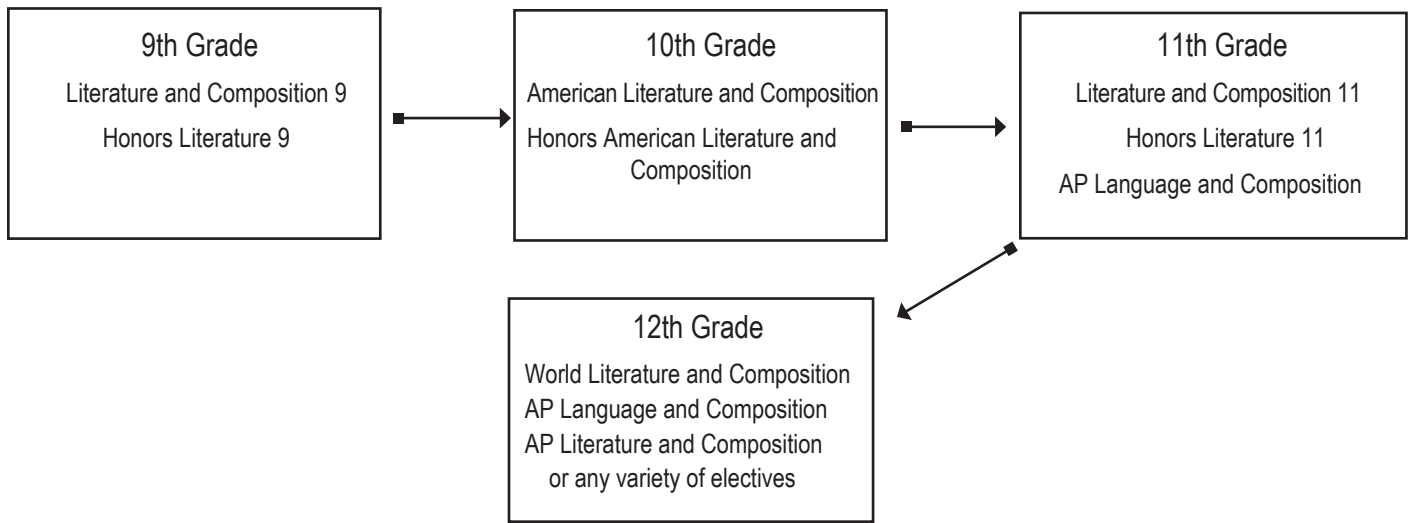 9th Grade
Literature and Composition 9
Honors Literature 9
10th Grade
American Literature and Composition
Honors American Literature and
Composition
11th Grade
Literature and Composition 11
Honors Literature 11
AP Language and Composition
12th Grade
World Literature and Composition
AP Language and Composition
AP Literature and Composition
or any variety of electives